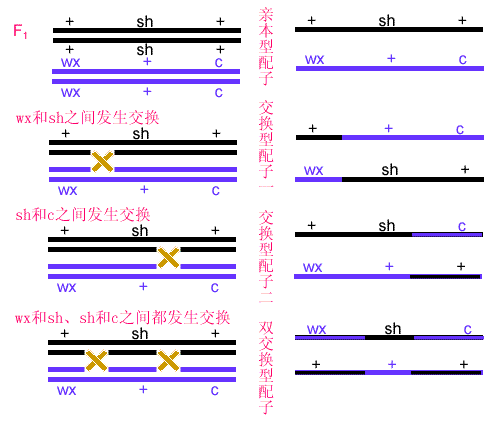 F1
+ sh +
+ sh +
wx + c
亲本型配子
+ sh +
wx + c
wx和sh之间发生交换
+ sh +
wx + c
交换型配子一
+ + c
wx sh +
sh和c之间发生交换
+ sh +
wx + c
交换型配子二
+ sh c
wx + +
wx和sh、sh和c之间都发生交换
+ sh +
wx + c
双交换型配子
wx sh c
+ + +